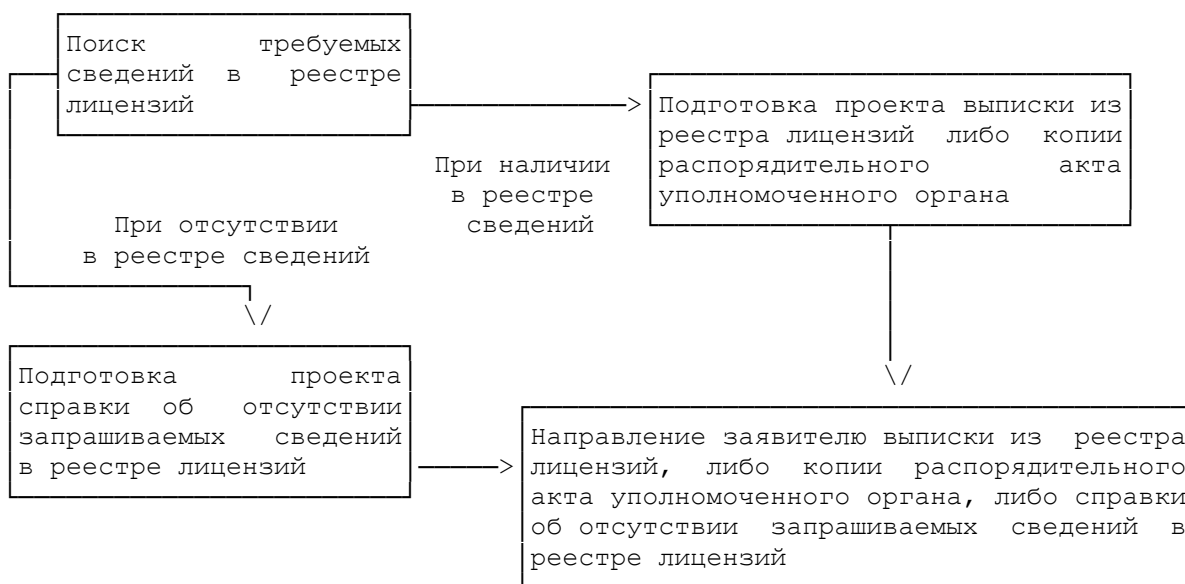 Поиск требуемых
сведений в реестре
лицензий
Подготовка проекта выписки из
реестра лицензий либо копии
распорядительного акта
уполномоченного органа
При наличии
в реестре
сведений
При отсутствии
в реестре сведений
Подготовка проекта
справки об отсутствии
запрашиваемых сведений
в реестре лицензий
Направление заявителю выписки из реестра
лицензий, либо копии распорядительного
акта уполномоченного органа, либо справки
об отсутствии запрашиваемых сведений в
реестре лицензий